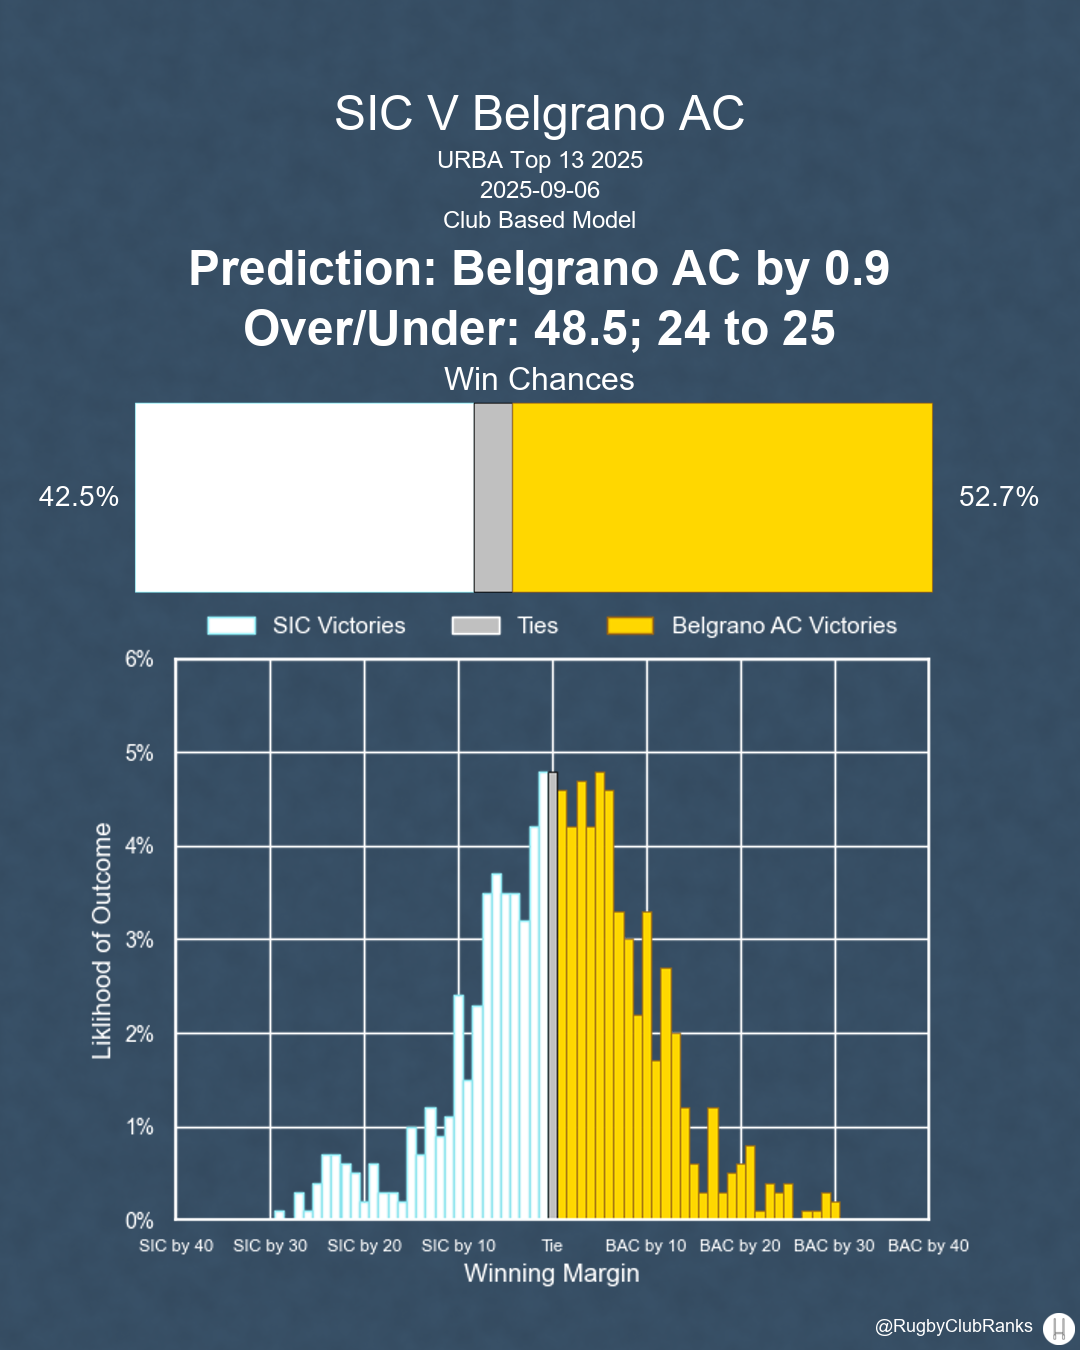 SIC V Belgrano AC
URBA Top 13 2025
2025-09-06
Club Based Model
Prediction: Belgrano AC by 0.9
Over/Under: 48.5; 24 to 25
Win Chances
42.5%
52.7%
SIC Victories
Ties
Belgrano AC Victories
6%
5%
4%
3%
2%
1%
0%
Liklihood of Outcome
SIC by 40
SIC by 30
SIC by 20
SIC by 10
Tie
BAC by 10
BAC by 20
BAC by 30
BAC by 40
Winning Margin
@RugbyClubRanks